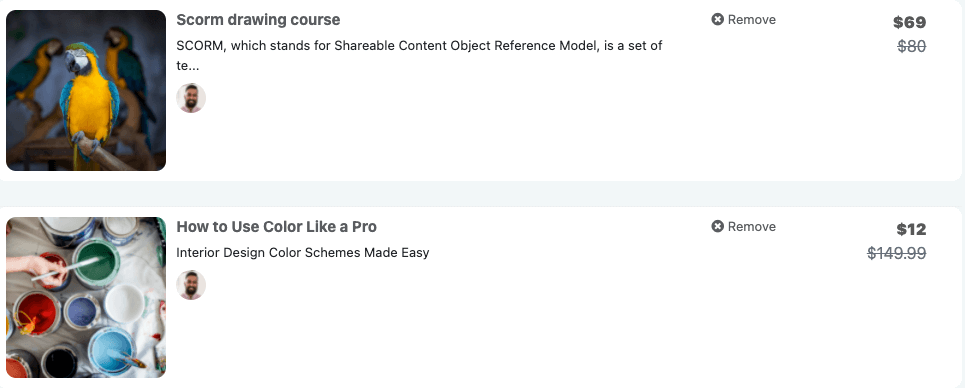 Scorm drawing course
Remove
$69
SCORM, which stands for Shareable Content Object Reference Model, is a set of
te...
$80
How to Use Color Like a Pro
Remove
$12
Interior Design Color Schemes Made Easy
$149.99